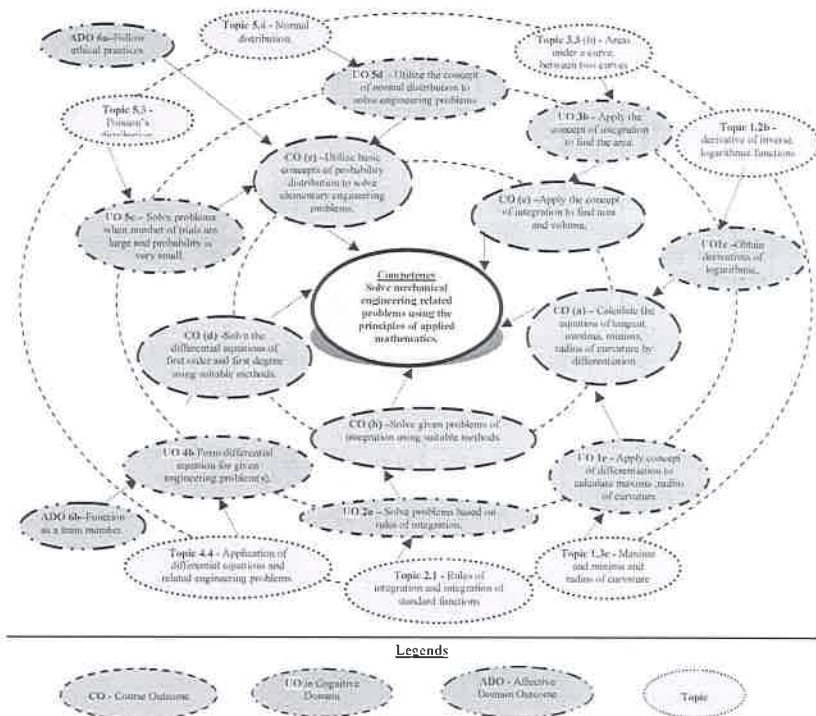 ADO 6a-Follow
ethical practices.
Topic 5.4 - Normal
distribution.
Topic 3.3 (b) - Areas
under a curve,
between two curves
UO 5d - Utilize the concept
of normal distribution to
solve engineering problems
Topic 5.3 -
Poisson's
distribution
UO 3b - Apply the
concept of integration
to find the area.
Topic 1.2b -
derivative of inverse,
logarithms functions
CO (e) -Utilize basic
concepts of probability
distribution to solve
elementary engineering
problems.
CO (c) -Apply the concept
of integration to find area
and volume.
UO 5c - Solve problems
when number of trials are
large and probability is
very small.
UO1c -Obtain
derivatives of
logarithmic,
Competency
Solve mechanical
engineering related
problems using the
principles of applied
mathematics.
CO (a) - Calculate the
equation of tangent,
maxima, minima,
radius of curvature by
differentiation
CO (d) -Solve the
differential equations of
first order and first degree
using suitable methods.
CO (b) -Solve given problems of
integration using suitable methods.
UO 4b Form differential
equation for given
engineering problem(s).
UO 1e - Apply concept
of differentiation to
calculate maxima ,radius
of curvature
UO 2a - Solve problems based on
rules of integration.
ADO 6b-Function
as a team member.
Topic 4.4 - Application of
differential equations and
related engineering problems
Topic 2.1 - Rules of
integration and integration of
standard functions
Topic 1.3c - Maxima
and minima and
radius of curvature
Legends
CO - Course Outcome
UO in Cognitive
Domain
ADO - Affective
Domain Outcome
Topic